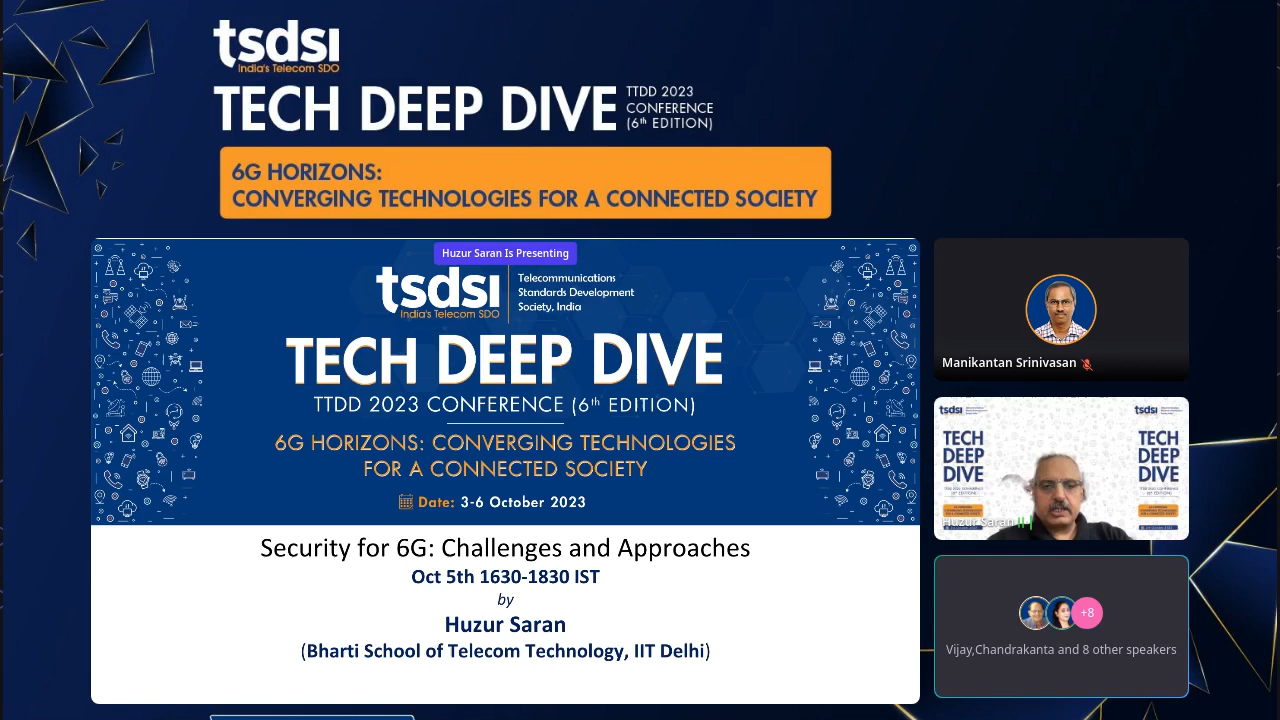 tsdsi
India's Telecom SDO
TECH DEEP DIVE
TTDD 2023
CONFERENCE
(6th EDITION)
6G HORIZONS:
CONVERGING TECHNOLOGIES FOR A CONNECTED SOCIETY
Huzur Saran Is Presenting
tsdsi
India's Telecom SDO
Telecommunications
Standards Development
Society, India
TECH DEEP DIVE
TTDD 2023 CONFERENCE (6th EDITION)
6G HORIZONS: CONVERGING TECHNOLOGIES
FOR A CONNECTED SOCIETY
Date: 3-6 October 2023
Security for 6G: Challenges and Approaches
Oct 5th 1630-1830 IST
by
Huzur Saran
(Bharti School of Telecom Technology, IIT Delhi)
Manikantan Srinivasan
tsdsi
tsdsi
TECH
DEEP
DIVE
TECH
DEEP
DIVE
Huzur Saran
+8
Vijay,Chandrakanta and 8 other speakers